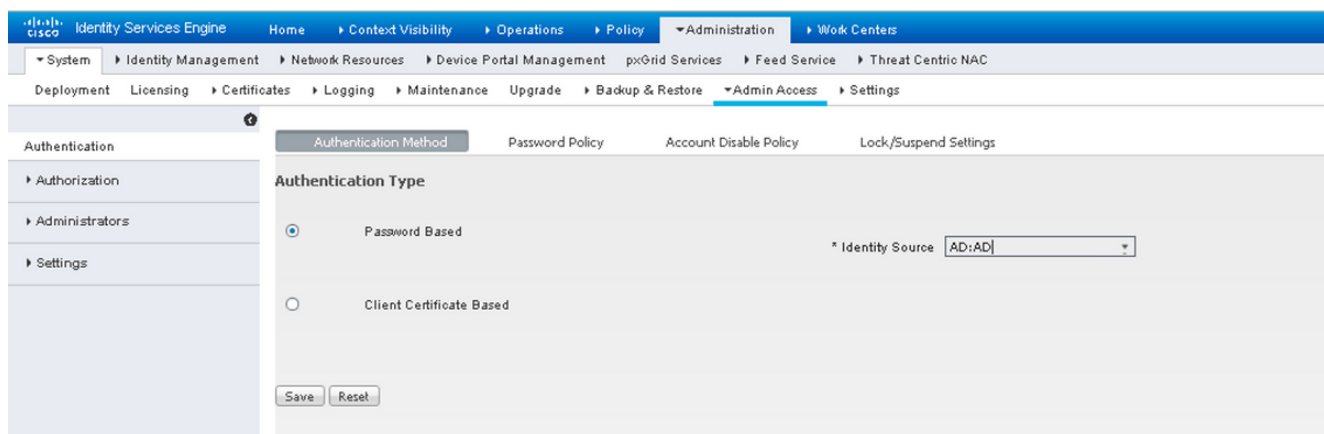 cisco Identity Services Engine Home Context Visibility Operations Policy Administration Work Centers
System Identity Management Network Resources Device Portal Management pxGrid Services Feed Service Threat Centric NAC
Deployment Licensing Certificates Logging Maintenance Upgrade Backup & Restore Admin Access Settings
Authentication
Authorization
Administrators
Settings
Authentication Method Password Policy Account Disable Policy Lock/Suspend Settings
Authentication Type
Password Based
* Identity Source AD:AD
Client Certificate Based
Save Reset